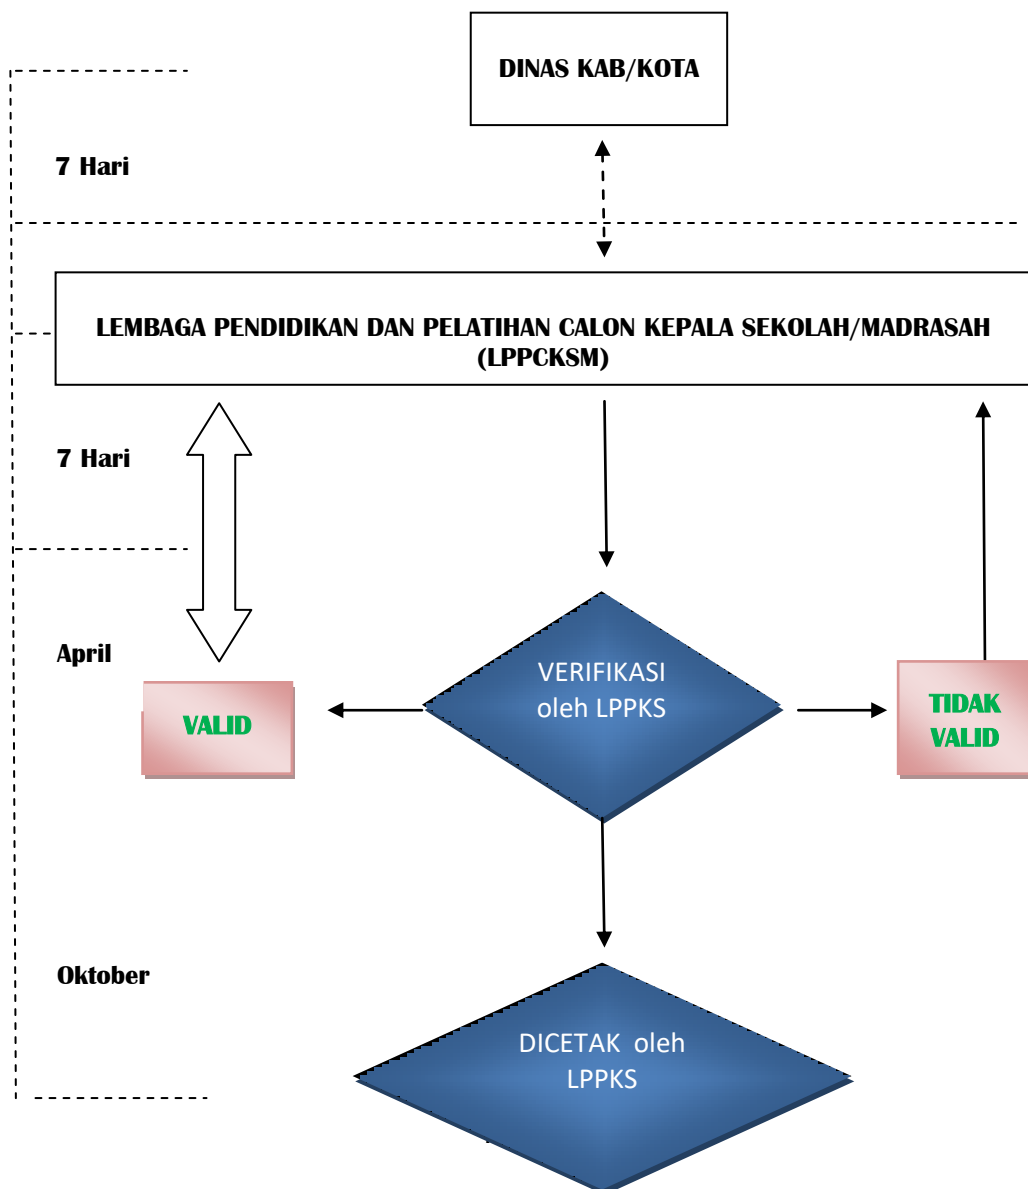 DINAS KAB/KOTA
7 Hari
LEMBAGA PENDIDIKAN DAN PELATIHAN CALON KEPALA SEKOLAH/MADRASAH
(LPPCKSM)
7 Hari
April
VERIFIKASI
oleh LPPKS
VALID
TIDAK
VALID
Oktober
DICETAK oleh
LPPKS